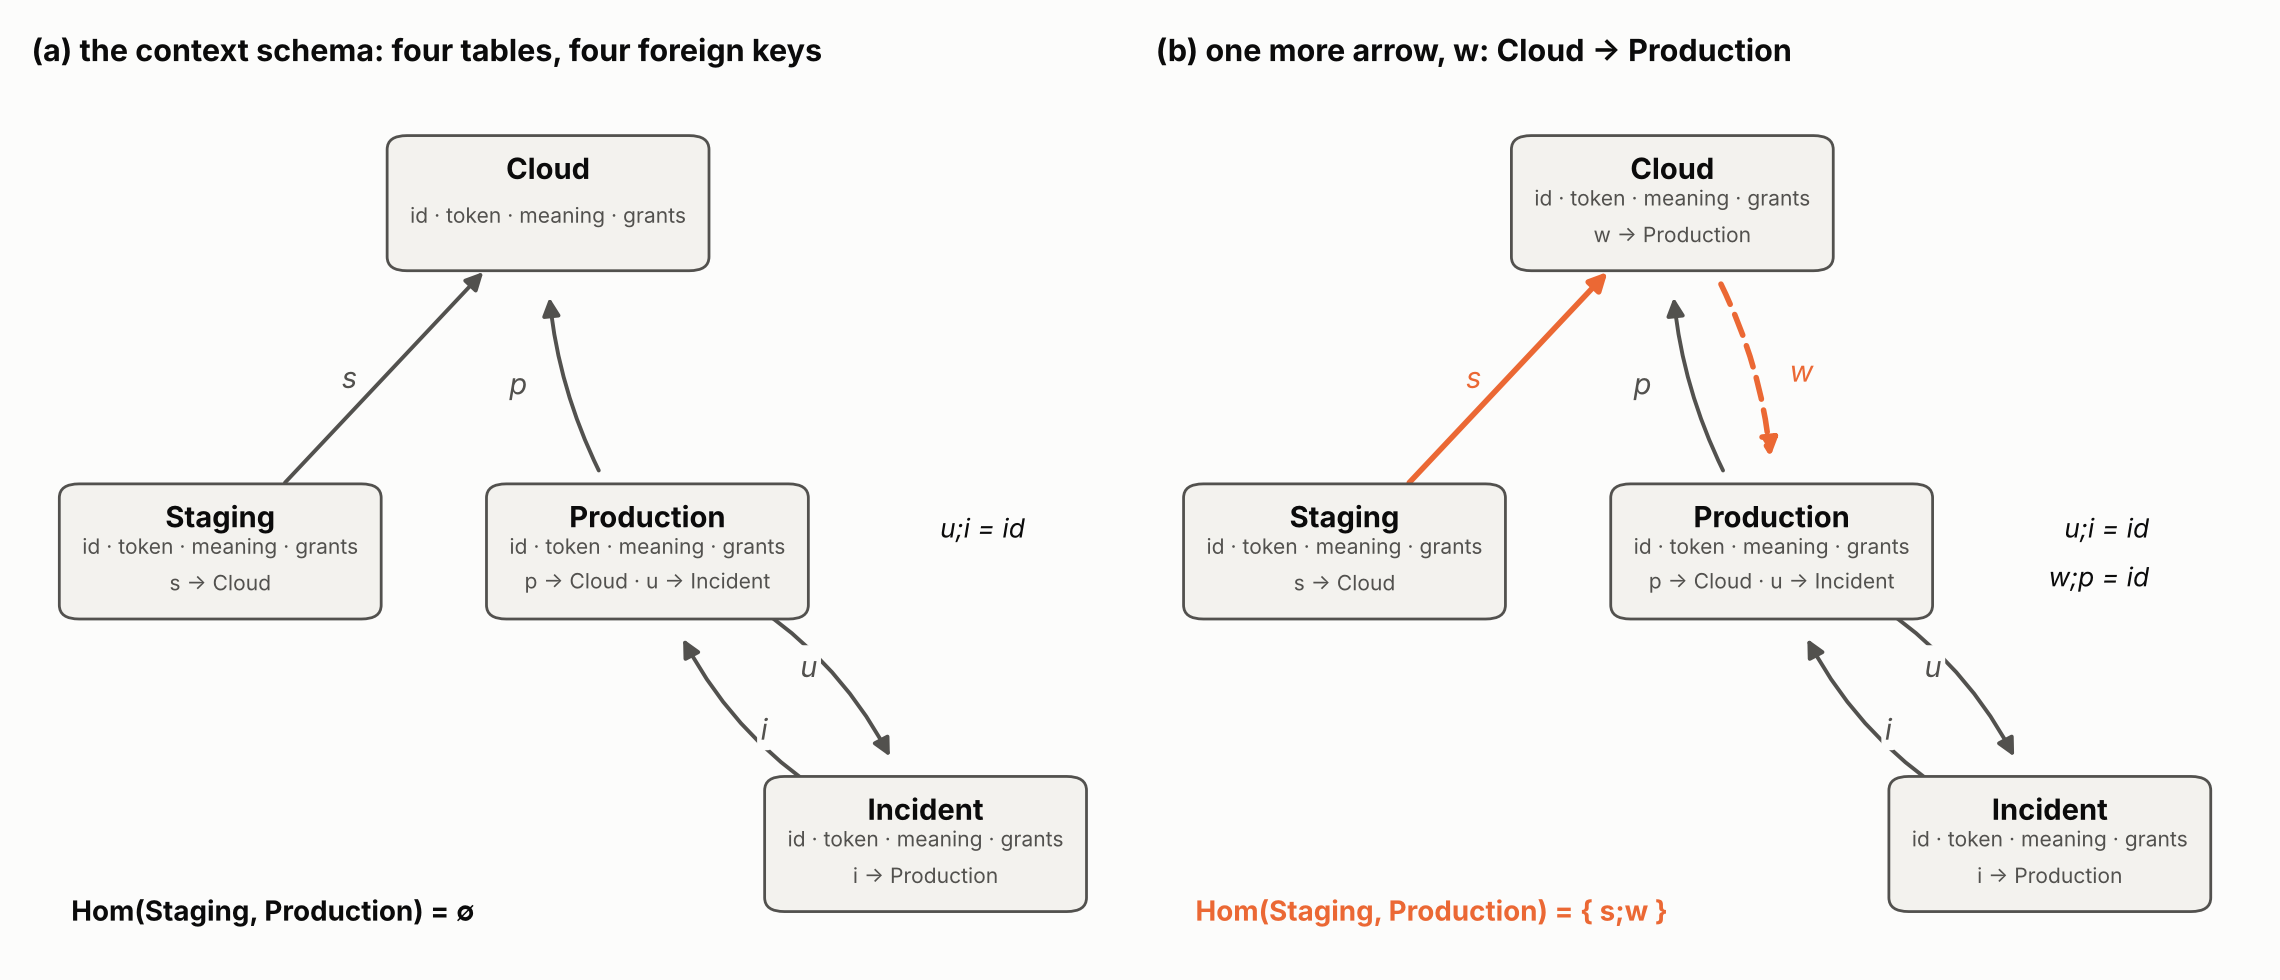 (a) the context schema: four tables, four foreign keys
Cloud
id · token · meaning · grants
s
p
Staging
id · token · meaning · grants
s → Cloud
Production
id · token · meaning · grants
p → Cloud · u → Incident
u;i = id
u
i
Incident
id · token · meaning · grants
i → Production
Hom(Staging, Production) = ø
(b) one more arrow, w: Cloud → Production
Cloud
id · token · meaning · grants
w → Production
s
p
w
Staging
id · token · meaning · grants
s → Cloud
Production
id · token · meaning · grants
p → Cloud · u → Incident
u;i = id
w;p = id
u
i
Incident
id · token · meaning · grants
i → Production
Hom(Staging, Production) = { s;w }